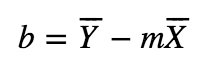 b = Y̅ − mX̅